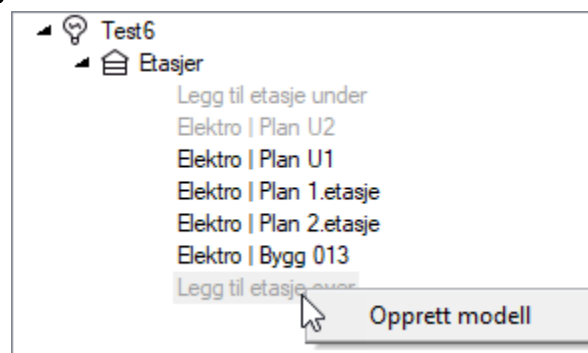 Test6
Etasjer
Legg til etasje under
Elektro | Plan U2
Elektro | Plan U1
Elektro | Plan 1.etasje
Elektro | Plan 2.etasje
Elektro | Bygg 013
Legg til etasje over
Opprett modell